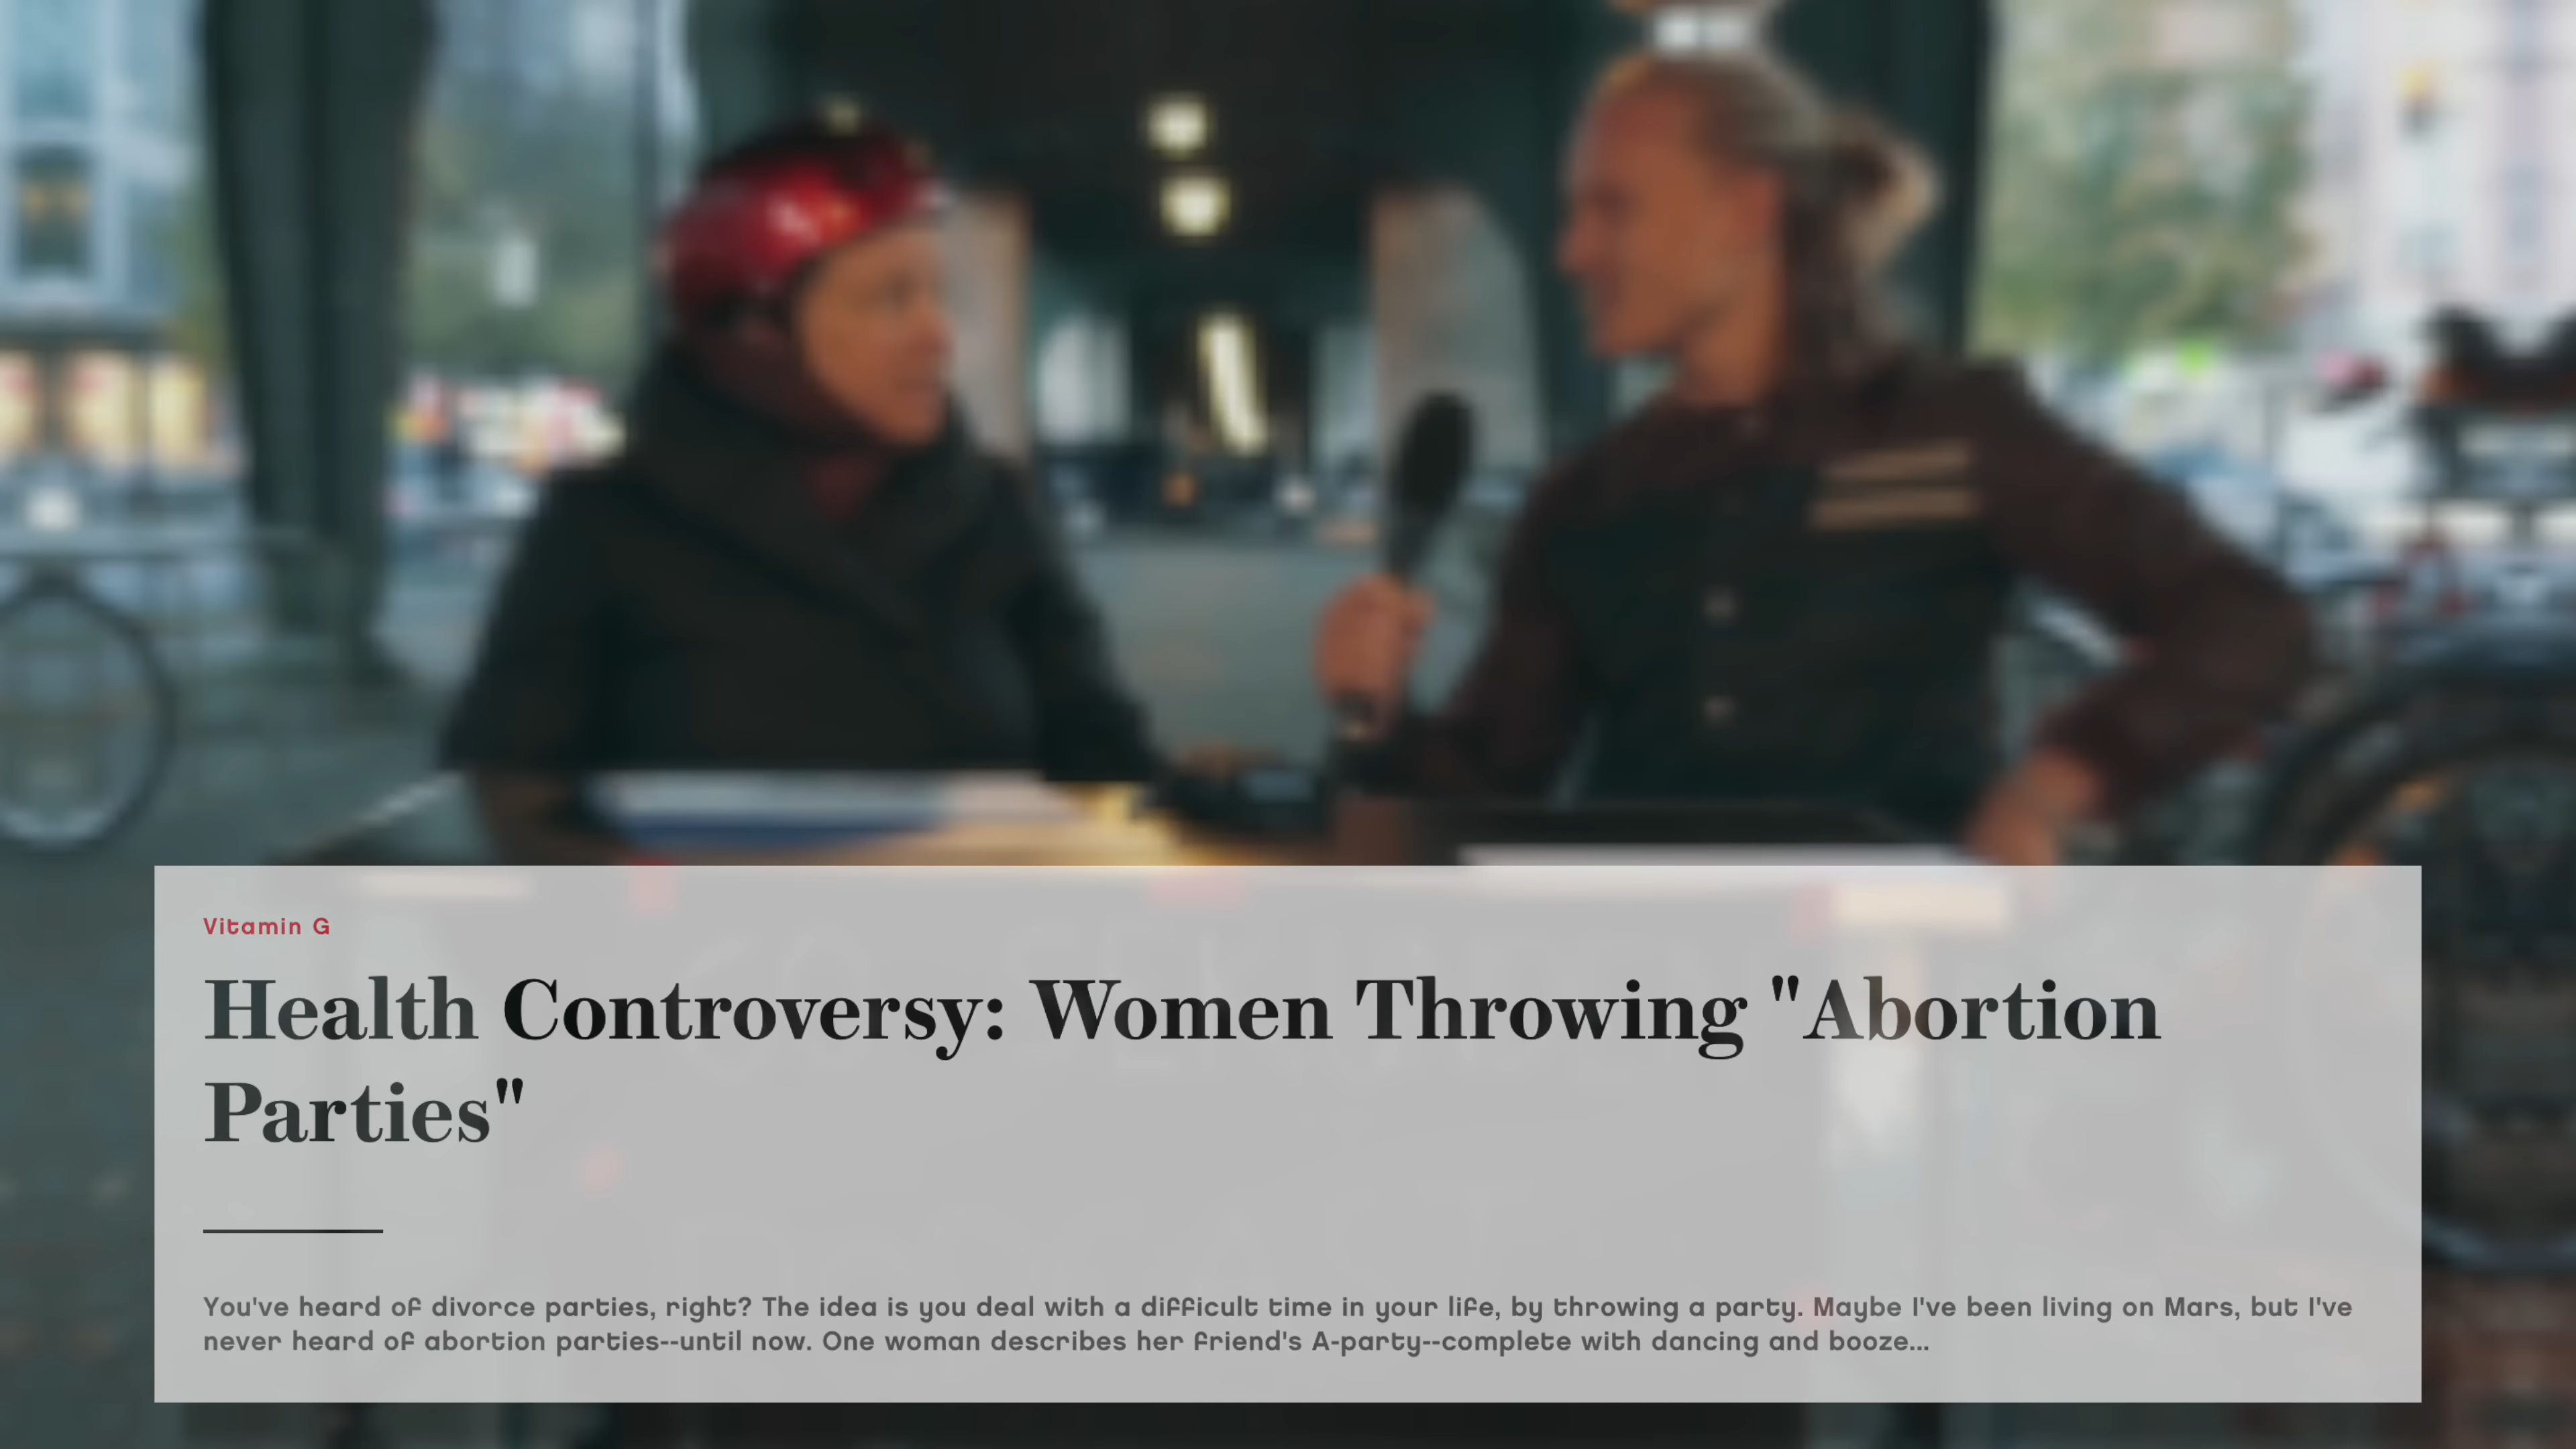 Vitamin G
Health Controversy: Women Throwing "Abortion
Parties"
You've heard of divorce parties, right? The idea is you deal with a difficult time in your life, by throwing a party. Maybe I've been living on Mars, but I've
never heard of abortion parties--until now. One woman describes her friend's A-party--complete with dancing and booze...